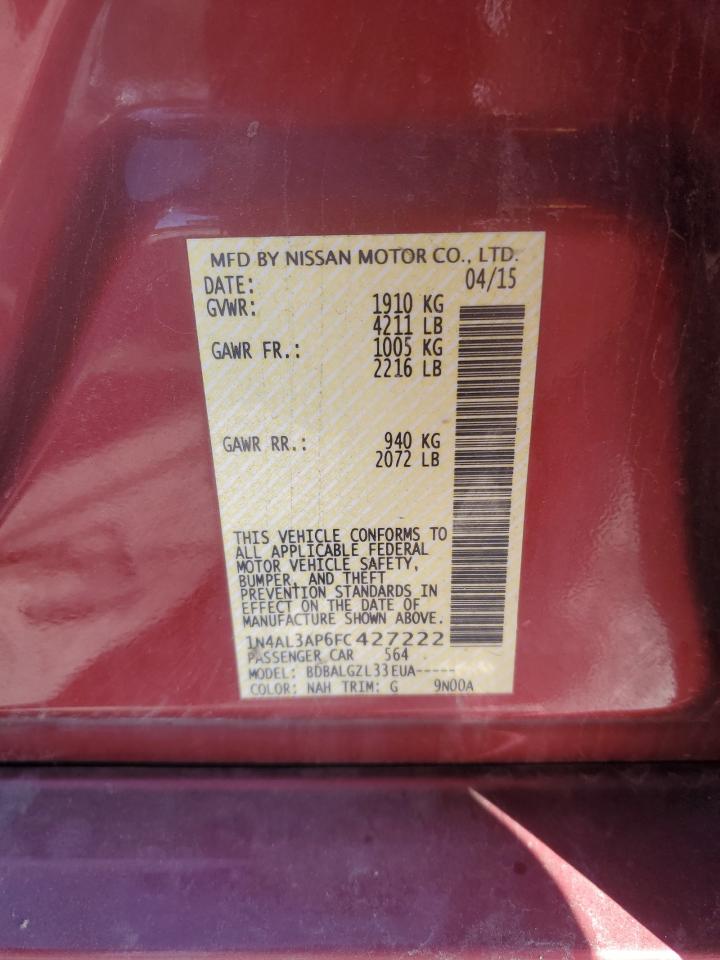 MFD BY NISSAN MOTOR CO., LTD.
DATE: 04/15
GVWR: 1910 KG
4211 LB
GAWR FR.: 1005 KG
2216 LB
GAWR RR.: 940 KG
2072 LB
THIS VEHICLE CONFORMS TO
ALL APPLICABLE FEDERAL
MOTOR VEHICLE SAFETY,
BUMPER, AND THEFT
PREVENTION STANDARDS IN
EFFECT ON THE DATE OF
MANUFACTURE SHOWN ABOVE.
1N4AL3AP6FC427222
PASSENGER CAR 564
MODEL: BDBALGZL33EUA-----
COLOR: NAH TRIM: G 9N00A